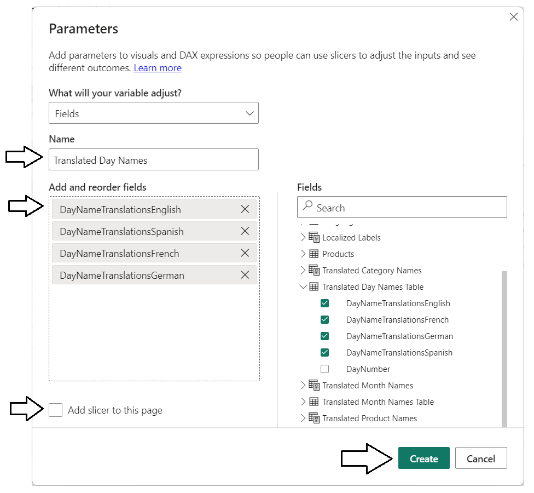 Parameters
Add parameters to visuals and DAX expressions so people can use slicers to adjust the inputs and see
different outcomes. Learn more
What will your variable adjust?
Fields
Name
Translated Day Names
Add and reorder fields
DayNameTranslationsEnglish
DayNameTranslationsSpanish
DayNameTranslationsFrench
DayNameTranslationsGerman
Add slicer to this page
Fields
Search
Localized Labels
Products
Translated Category Names
Translated Day Names Table
DayNameTranslationsEnglish
DayNameTranslationsFrench
DayNameTranslationsGerman
DayNameTranslationsSpanish
DayNumber
Translated Month Names
Translated Month Names Table
Translated Product Names
Create
Cancel